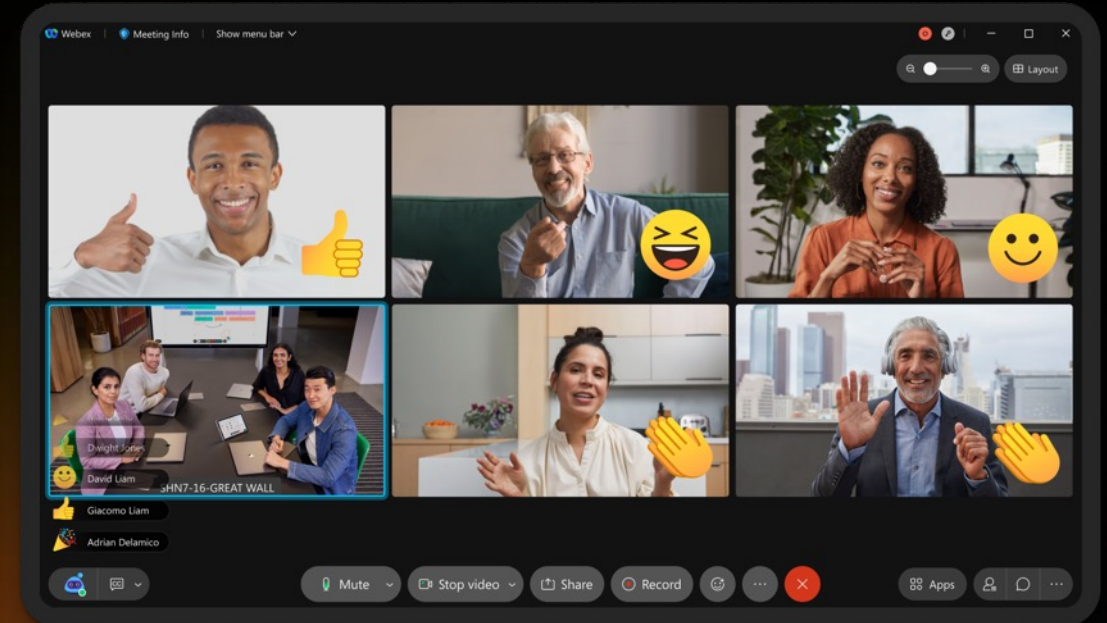 Webex
Meeting Info
Show menu bar
Layout
Dwight Jones
David Liam
SHN7-16-GREAT WALL
Giacomo Liam
Adrian Delamico
CC
Mute
Stop video
Share
Record
Apps